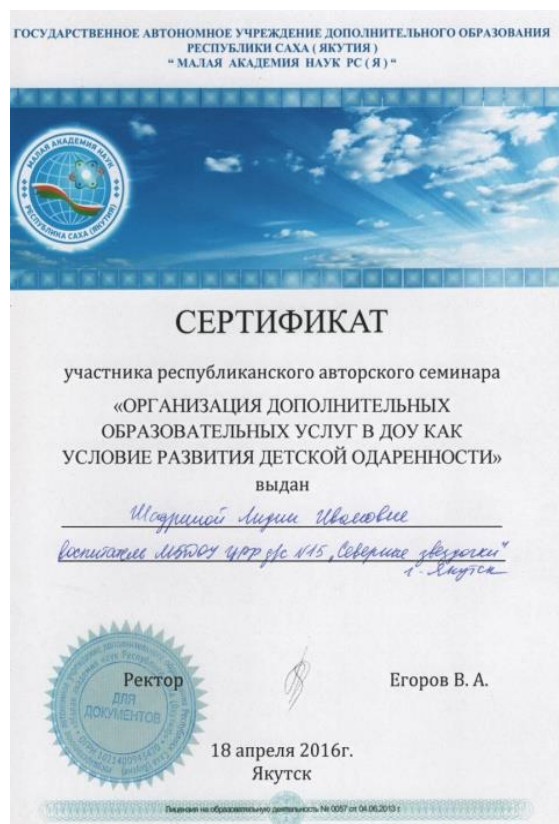 ГОСУДАРСТВЕННОЕ АВТОНОМНОЕ УЧРЕЖДЕНИЕ ДОПОЛНИТЕЛЬНОГО ОБРАЗОВАНИЯ
РЕСПУБЛИКИ САХА ( ЯКУТИЯ )
“ МАЛАЯ АКАДЕМИЯ НАУК РС ( Я ) “
МАЛАЯ АКАДЕМИЯ НАУК
РЕСПУБЛИКА САХА (ЯКУТИЯ)
СЕРТИФИКАТ
участника республиканского авторского семинара
«ОРГАНИЗАЦИЯ ДОПОЛНИТЕЛЬНЫХ
ОБРАЗОВАТЕЛЬНЫХ УСЛУГ В ДОУ КАК
УСЛОВИЕ РАЗВИТИЯ ДЕТСКОЙ ОДАРЕННОСТИ»
выдан
Шадриной Лидии Ивановне
воспитатель МБДОУ ЦРР д/с №15 „Северные звездочки"
г. Якутск
Ректор
Егоров В. А.
ДЛЯ
ДОКУМЕНТОВ
18 апреля 2016г.
Якутск
Лицензия на образовательную деятельность № 0057 от 04.06.2013 г.